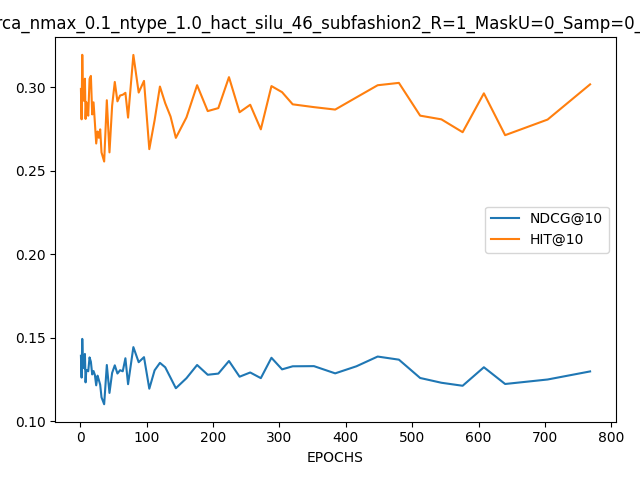 rca_nmax_0.1_ntype_1.0_hact_silu_46_subfashion2_R=1_MaskU=0_Samp=0_
0.30
0.25
0.20
0.15
0.10
NDCG@10
HIT@10
0 100 200 300 400 500 600 700 800
EPOCHS